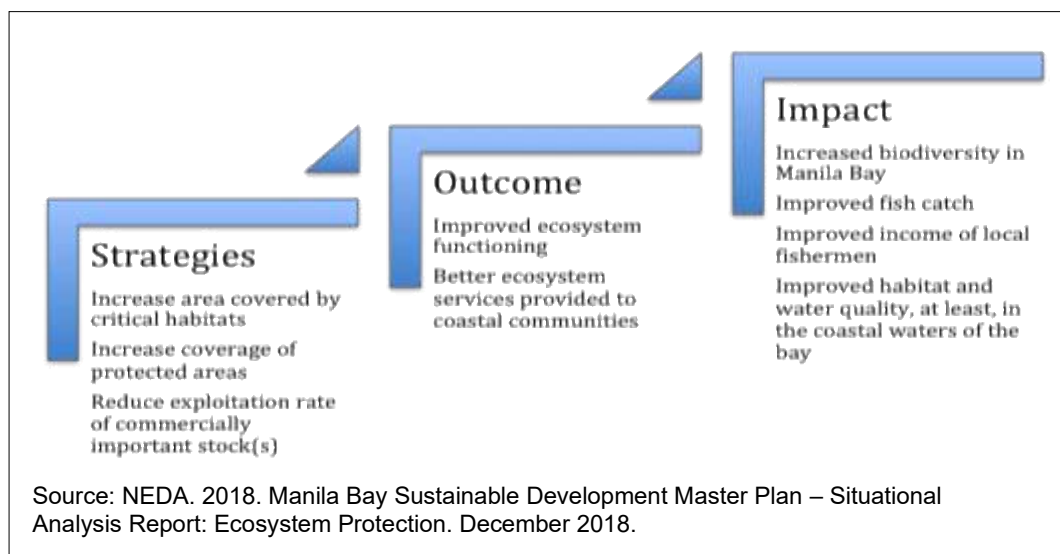 Strategies
Increase area covered by
critical habitats
Increase coverage of
protected areas
Reduce exploitation rate
of commercially
important stock(s)
Outcome
Improved ecosystem
functioning
Better ecosystem
services provided to
coastal communities
Impact
Increased biodiversity in
Manila Bay
Improved fish catch
Improved income of local
fishermen
Improved habitat and
water quality, at least, in
the coastal waters of the
bay
Source: NEDA. 2018. Manila Bay Sustainable Development Master Plan – Situational
Analysis Report: Ecosystem Protection. December 2018.